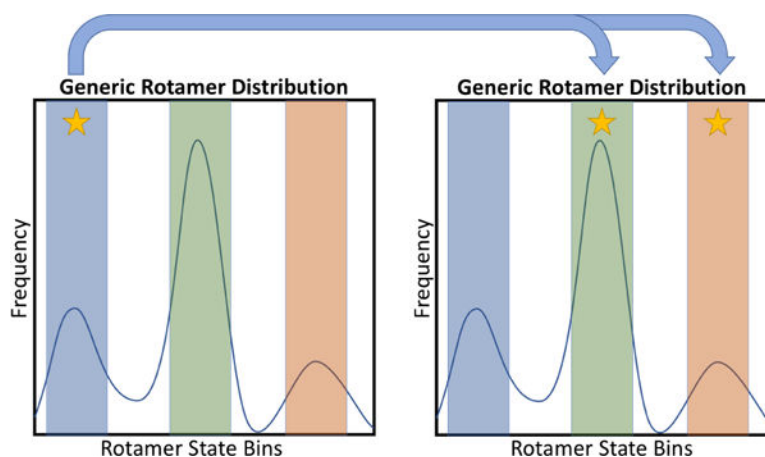 Generic Rotamer Distribution
Frequency
Rotamer State Bins
Generic Rotamer Distribution
Frequency
Rotamer State Bins